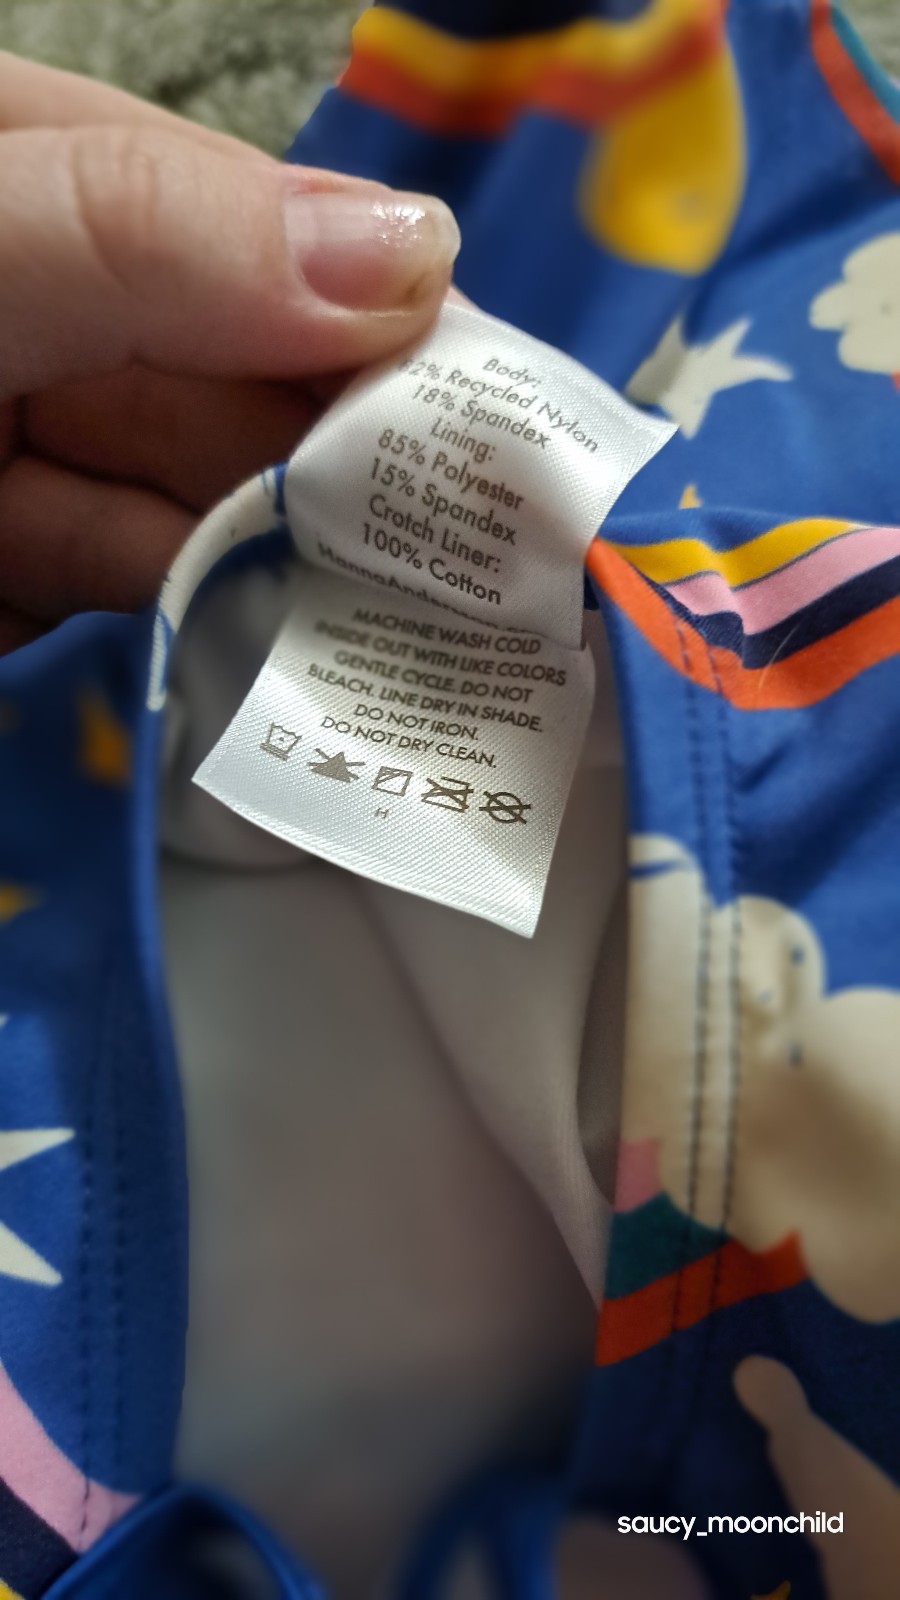 Body:
82% Recycled Nylon
18% Spandex
Lining:
85% Polyester
15% Spandex
Crotch Liner:
100% Cotton
MACHINE WASH COLD
INSIDE OUT WITH LIKE COLORS
GENTLE CYCLE. DO NOT
BLEACH. LINE DRY IN SHADE.
DO NOT IRON.
DO NOT DRY CLEAN.
H
saucy_moonchild